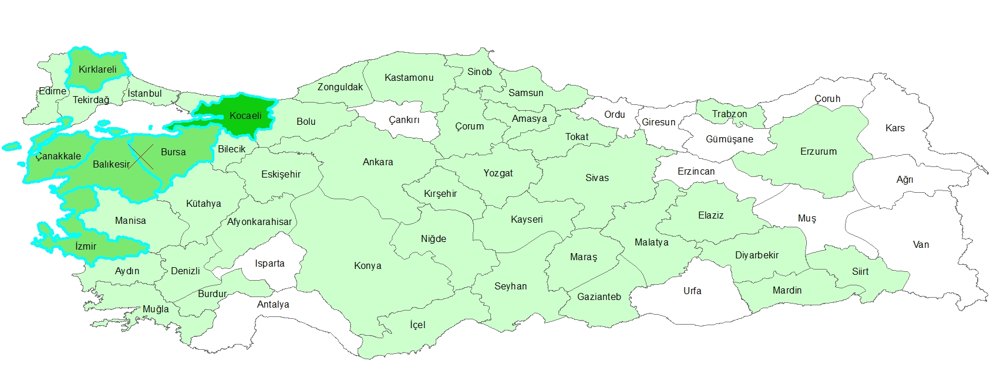 Kırklareli
Edirne
Tekirdağ
İstanbul
Kocaeli
Zonguldak
Kastamonu
Sinob
Samsun
Bolu
Çankırı
Çorum
Amasya
Ordu
Giresun
Trabzon
Çoruh
Kars
Gümüşane
Tokat
Çanakkale
Balıkesir
Bursa
Bilecik
Ankara
Eskişehir
Yozgat
Sivas
Erzincan
Erzurum
Ağrı
Kırşehir
Kütahya
Manisa
Afyonkarahisar
Kayseri
Elaziz
Muş
Niğde
Malatya
Van
İzmir
Isparta
Konya
Maraş
Diyarbekir
Aydın
Denizli
Siirt
Burdur
Seyhan
Gazianteb
Urfa
Mardin
Muğla
Antalya
İçel